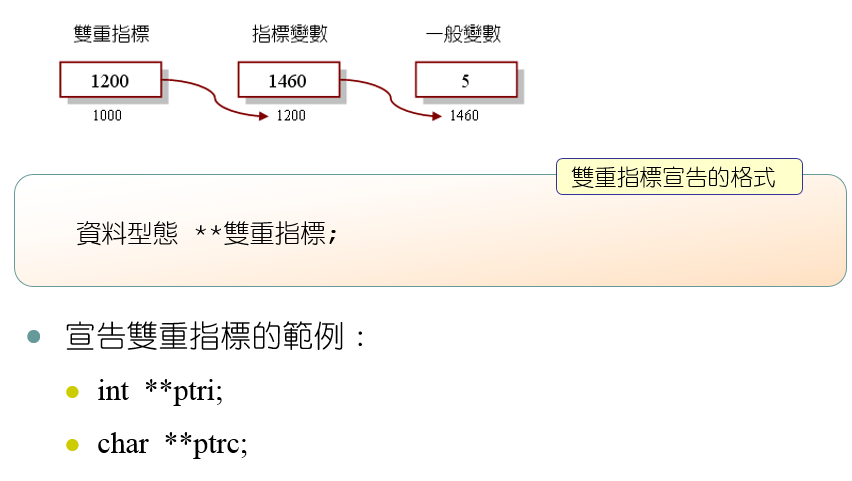 雙重指標 指標變數 一般變數
1200 1460 5
1000 1200 1460
雙重指標宣告的格式
資料型態 **雙重指標;
宣告雙重指標的範例：
int **ptri;
char **ptrc;